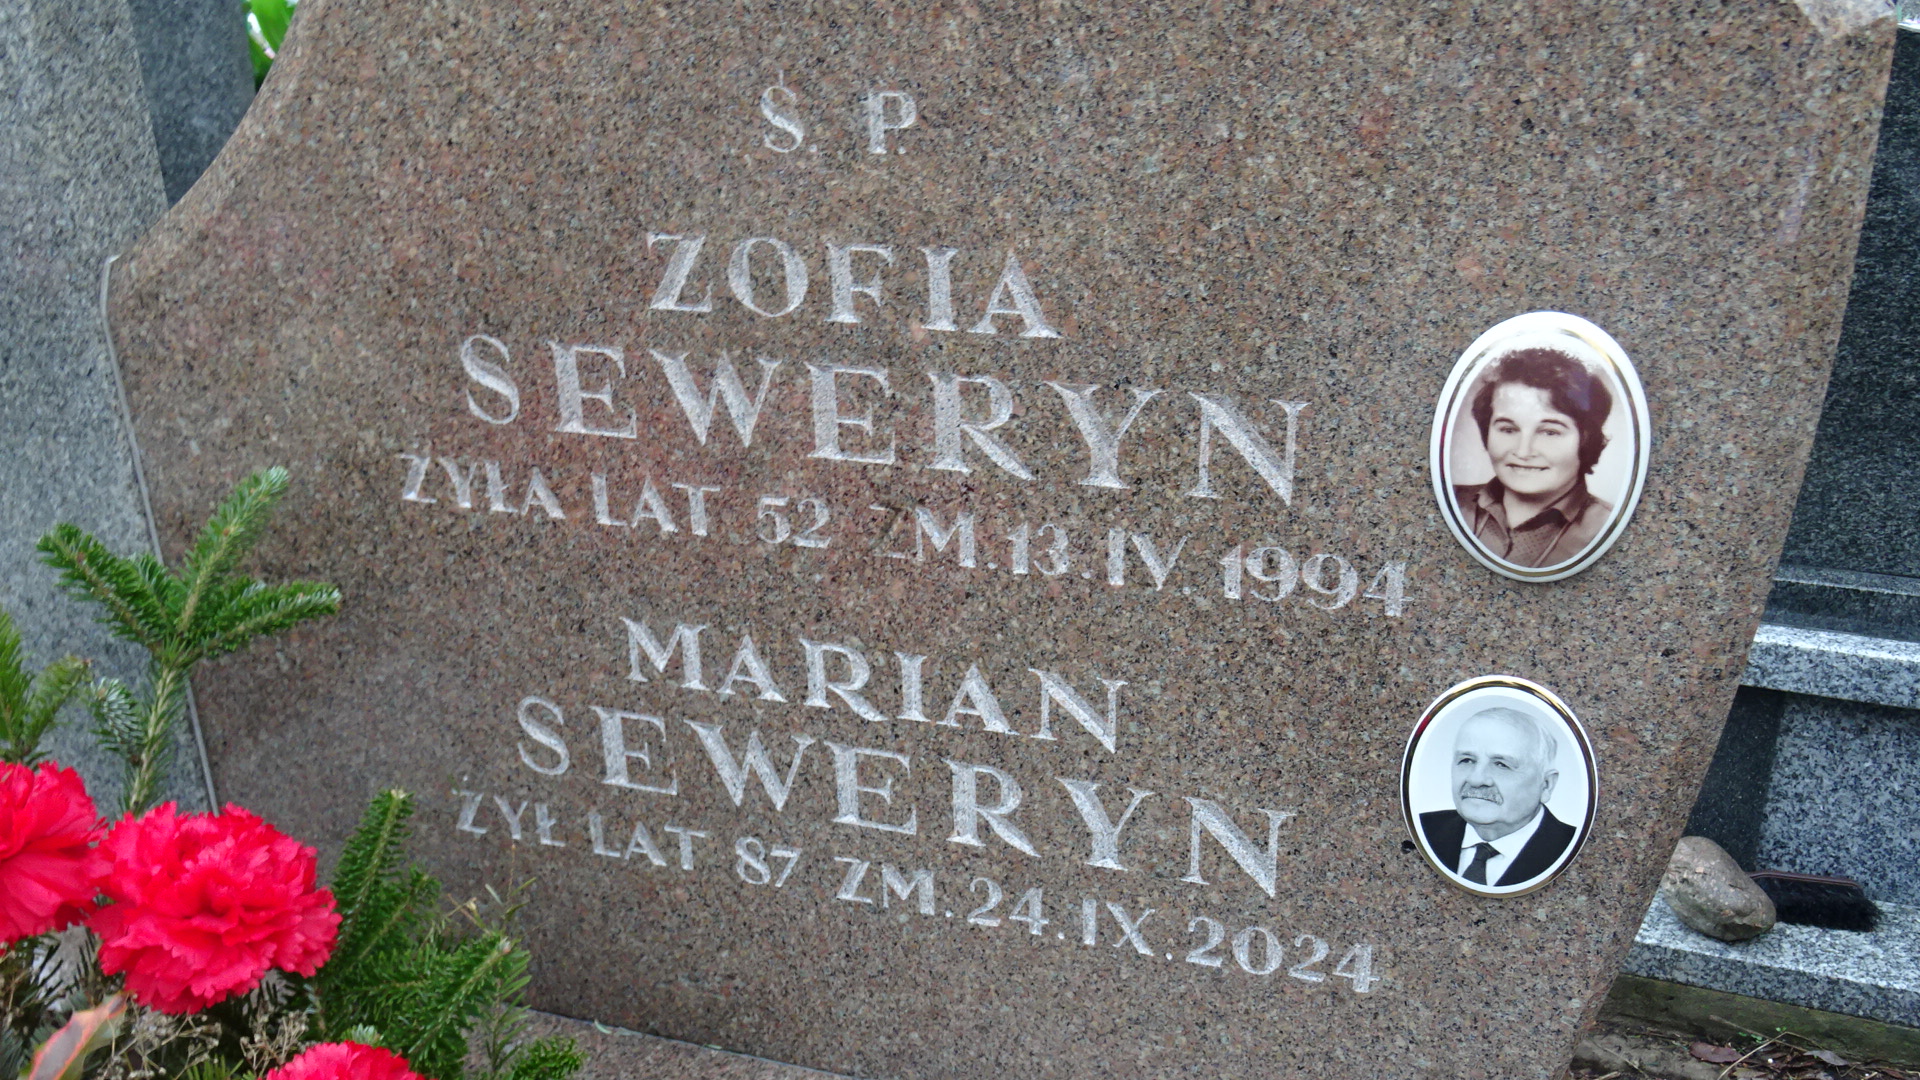 Ś. P.
ZOFIA
SEWERYN
ŻYŁA LAT 52 ZM. 13. IV. 1994
MARIAN
SEWERYN
ŻYŁ LAT 87 ZM. 24. IX. 2024